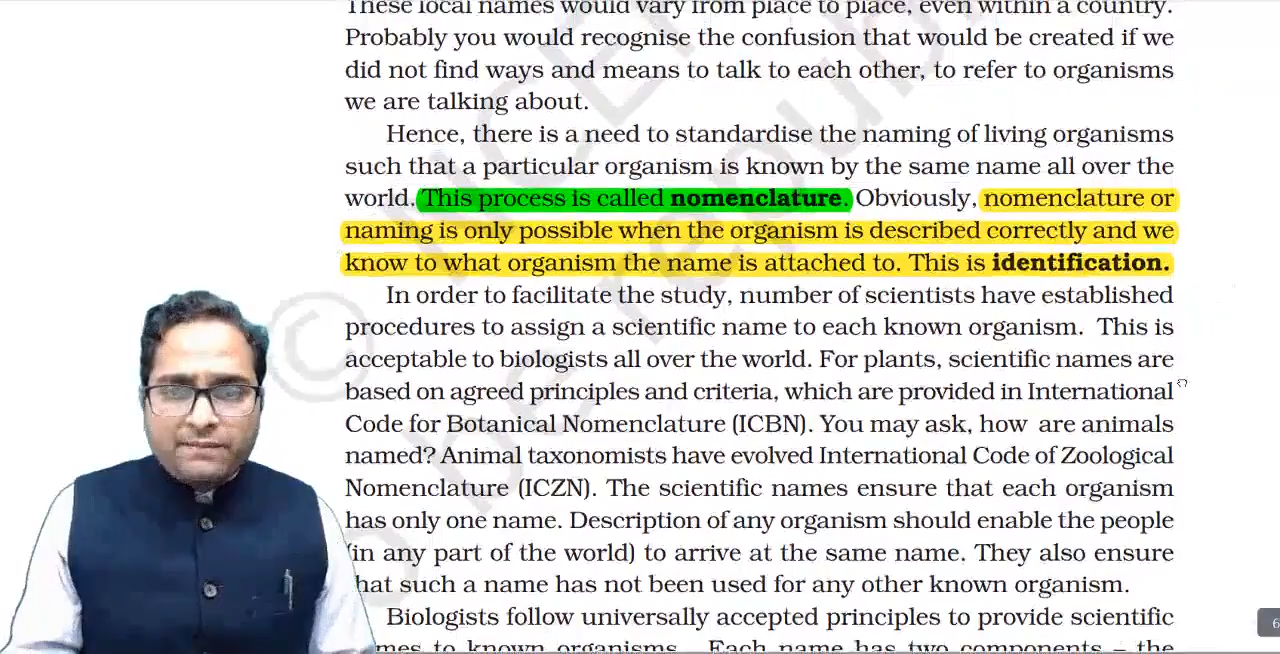 These local names would vary from place to place, even within a country.
Probably you would recognise the confusion that would be created if we
did not find ways and means to talk to each other, to refer to organisms
we are talking about.
Hence, there is a need to standardise the naming of living organisms
such that a particular organism is known by the same name all over the
world. This process is called nomenclature. Obviously, nomenclature or
naming is only possible when the organism is described correctly and we
know to what organism the name is attached to. This is identification.
In order to facilitate the study, number of scientists have established
procedures to assign a scientific name to each known organism. This is
acceptable to biologists all over the world. For plants, scientific names are
based on agreed principles and criteria, which are provided in International
Code for Botanical Nomenclature (ICBN). You may ask, how are animals
named? Animal taxonomists have evolved International Code of Zoological
Nomenclature (ICZN). The scientific names ensure that each organism
has only one name. Description of any organism should enable the people
(in any part of the world) to arrive at the same name. They also ensure
that such a name has not been used for any other known organism.
Biologists follow universally accepted principles to provide scientific
to known organisms. Each name has two components – the
6